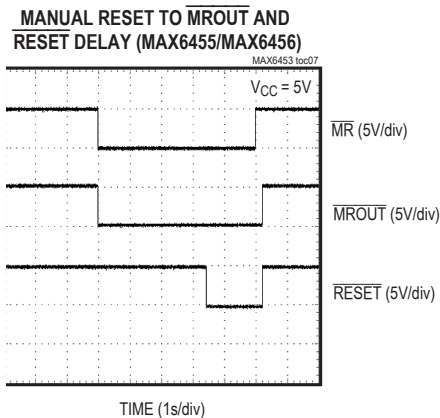 MANUAL RESET TO MROUT AND
RESET DELAY (MAX6455/MAX6456)
MAX6453 toc07
VCC = 5V
MR (5V/div)
MROUT (5V/div)
RESET (5V/div)
TIME (1s/div)